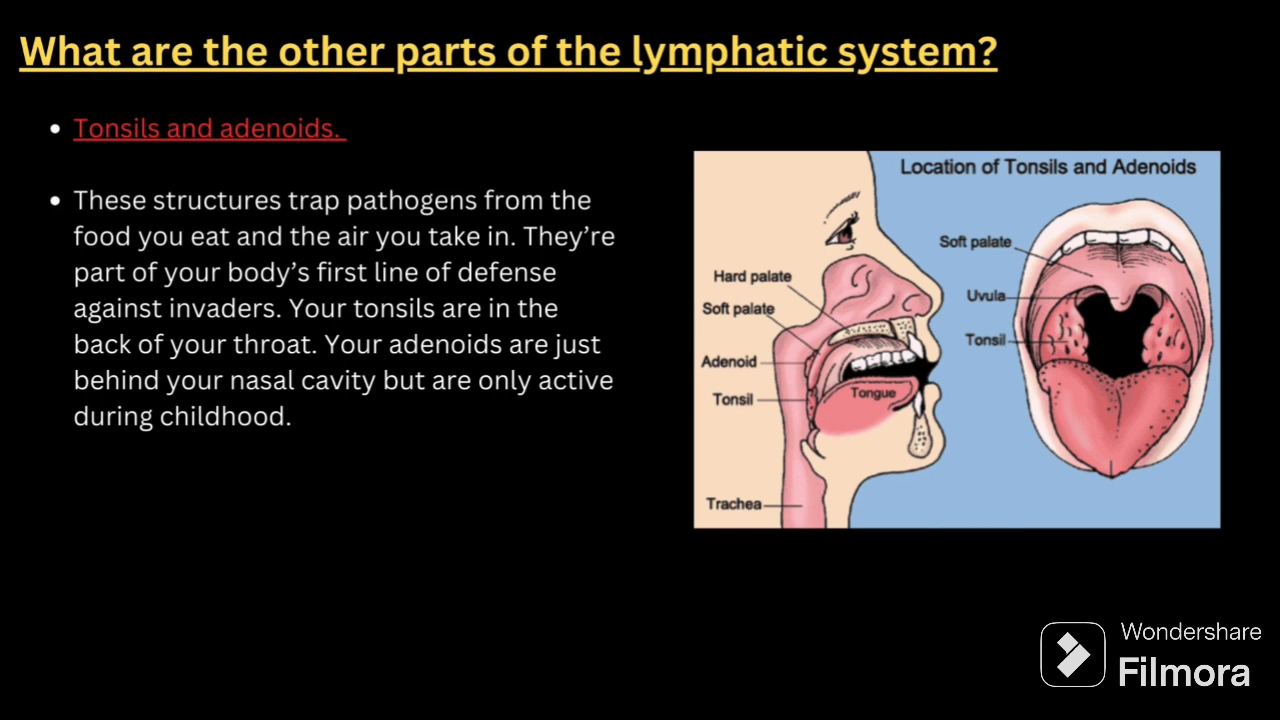 What are the other parts of the lymphatic system?
Tonsils and adenoids.
These structures trap pathogens from the
food you eat and the air you take in. They’re
part of your body’s first line of defense
against invaders. Your tonsils are in the
back of your throat. Your adenoids are just
behind your nasal cavity but are only active
during childhood.
Location of Tonsils and Adenoids
Hard palate
Soft palate
Adenoid
Tonsil
Tongue
Trachea
Soft palate
Uvula
Tonsil
Wondershare
Filmora